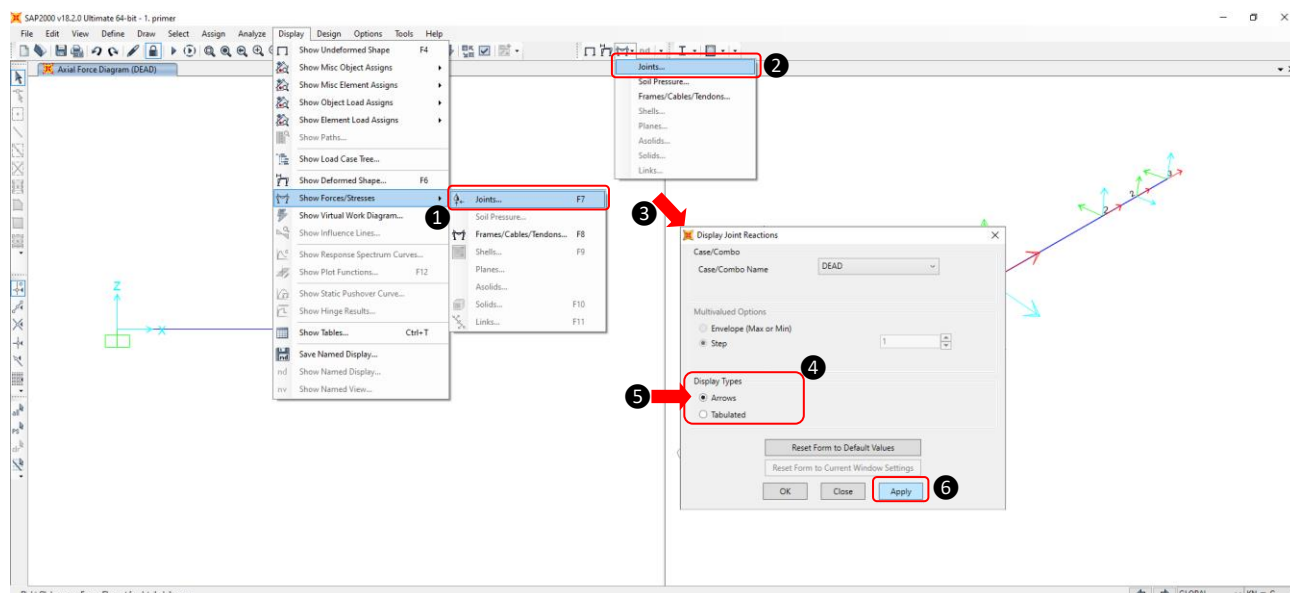 SAP2000 v18.2.0 Ultimate 64-bit - 1. primer
File Edit View Define Draw Select Assign Analyze Display Design Options Tools Help
Axial Force Diagram (DEAD)
Show Undeformed Shape F4
Show Misc Object Assigns
Show Misc Element Assigns
Show Object Load Assigns
Show Element Load Assigns
Show Paths...
Show Load Case Tree...
Show Deformed Shape... F6
Show Forces/Stresses
Show Virtual Work Diagram...
Show Influence Lines...
Show Response Spectrum Curves...
Show Plot Functions... F12
Show Static Pushover Curve...
Show Hinge Results...
Show Tables... Ctrl+T
Save Named Display...
nd Show Named Display...
nv Show Named View...
1
Joints... F7
Soil Pressure...
Frames/Cables/Tendons... F8
Shells... F9
Planes...
Asolids...
Solids... F10
Links... F11
nd
Joints...
2
Soil Pressure...
Frames/Cables/Tendons...
Shells...
Planes...
Asolids...
Solids...
Links...
3
Z
X
Display Joint Reactions
Case/Combo
Case/Combo Name DEAD
Multivalued Options
Envelope (Max or Min)
Step 1
4
Display Types
5
Arrows
Tabulated
Reset Form to Default Values
Reset Form to Current Window Settings
OK Close Apply
6
GLOBAL